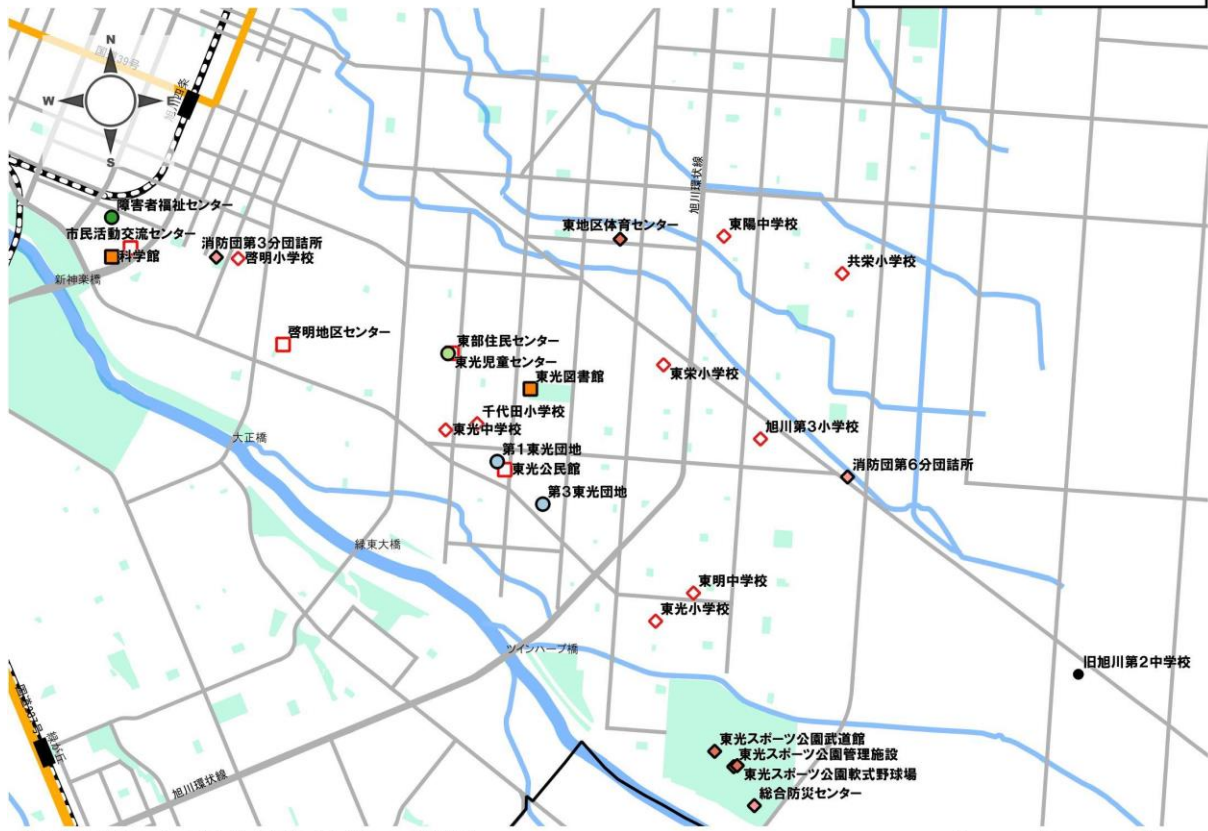 国道39号
N
W
E
S
旭川四条
障害者福祉センター
市民活動交流センター
科学館
消防団第3分団詰所
啓明小学校
新神楽橋
旭川環状線
東地区体育センター
東陽中学校
共栄小学校
啓明地区センター
東部住民センター
東光児童センター
東光図書館
東栄小学校
千代田小学校
東光中学校
旭川第3小学校
大正橋
第1東光団地
東光公民館
消防団第6分団詰所
第3東光団地
緑東大橋
東明中学校
東光小学校
ツインハープ橋
旧旭川第2中学校
国道237号
緑が丘
東光スポーツ公園武道館
東光スポーツ公園管理施設
東光スポーツ公園軟式野球場
旭川環状線
総合防災センター